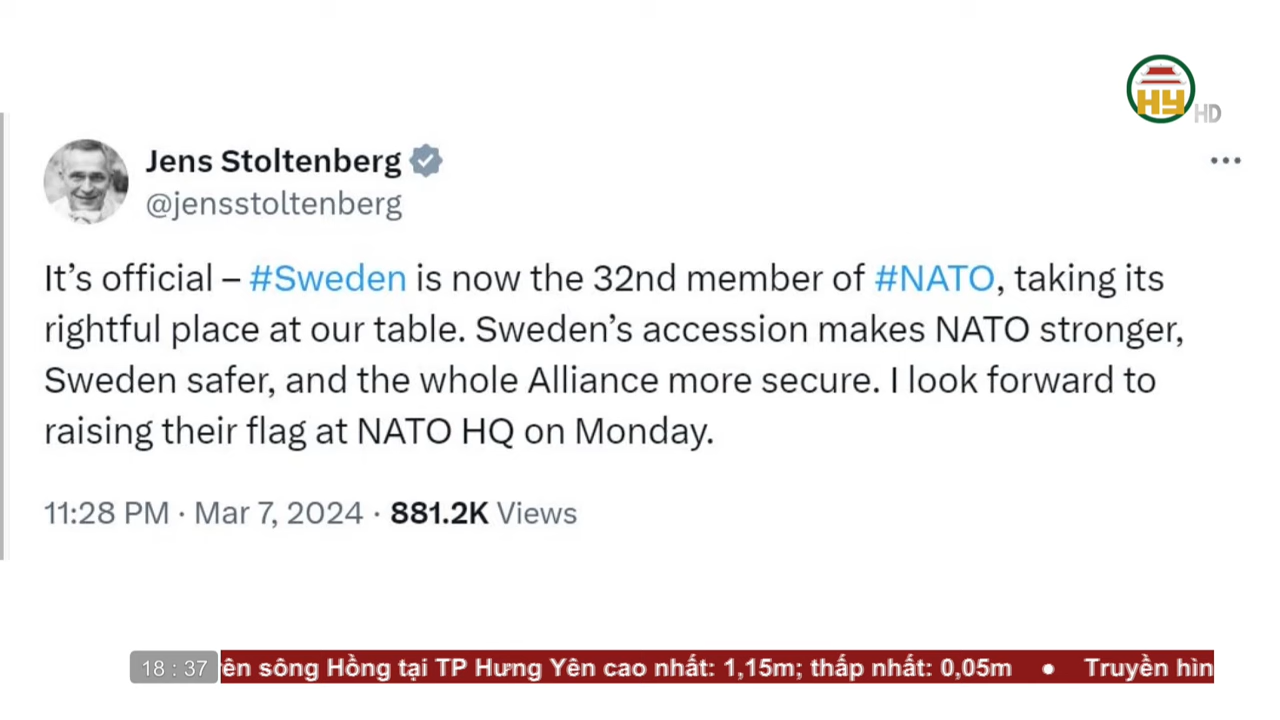 HY HD
Jens Stoltenberg
@jensstoltenberg
It’s official – #Sweden is now the 32nd member of #NATO, taking its
rightful place at our table. Sweden’s accession makes NATO stronger,
Sweden safer, and the whole Alliance more secure. I look forward to
raising their flag at NATO HQ on Monday.
11:28 PM · Mar 7, 2024 · 881.2K Views
18 : 37
ên sông Hồng tại TP Hưng Yên cao nhất: 1,15m; thấp nhất: 0,05m • Truyền hìn